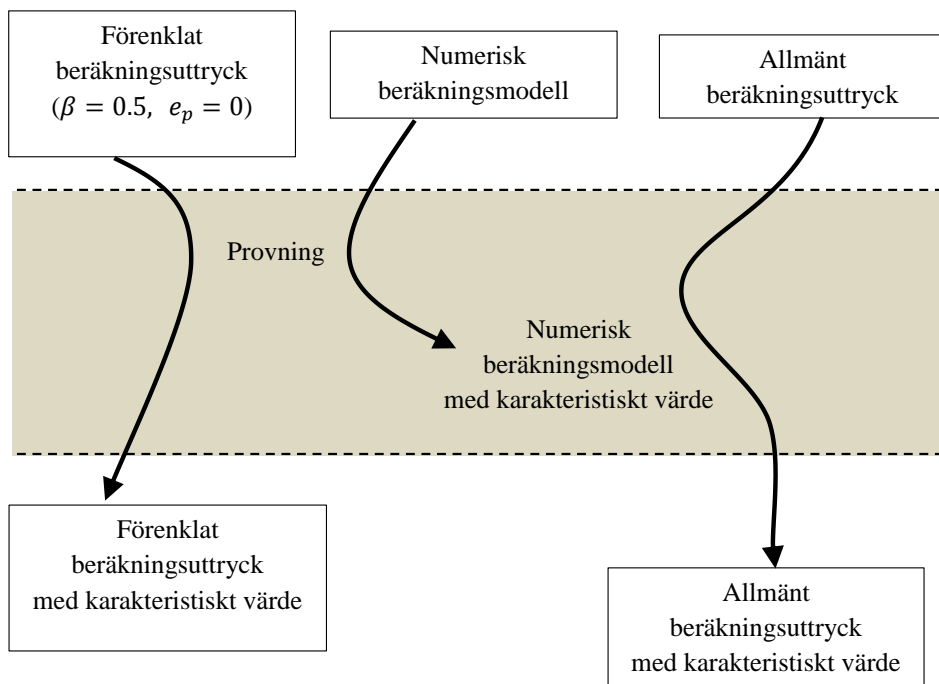 Förenklat
beräkningsuttryck
(𝛽 = 0.5, 𝑒𝑝 = 0)
Numerisk
beräkningsmodell
Allmänt
beräkningsuttryck
Provning
Numerisk
beräkningsmodell
med karakteristiskt värde
Förenklat
beräkningsuttryck
med karakteristiskt värde
Allmänt
beräkningsuttryck
med karakteristiskt värde